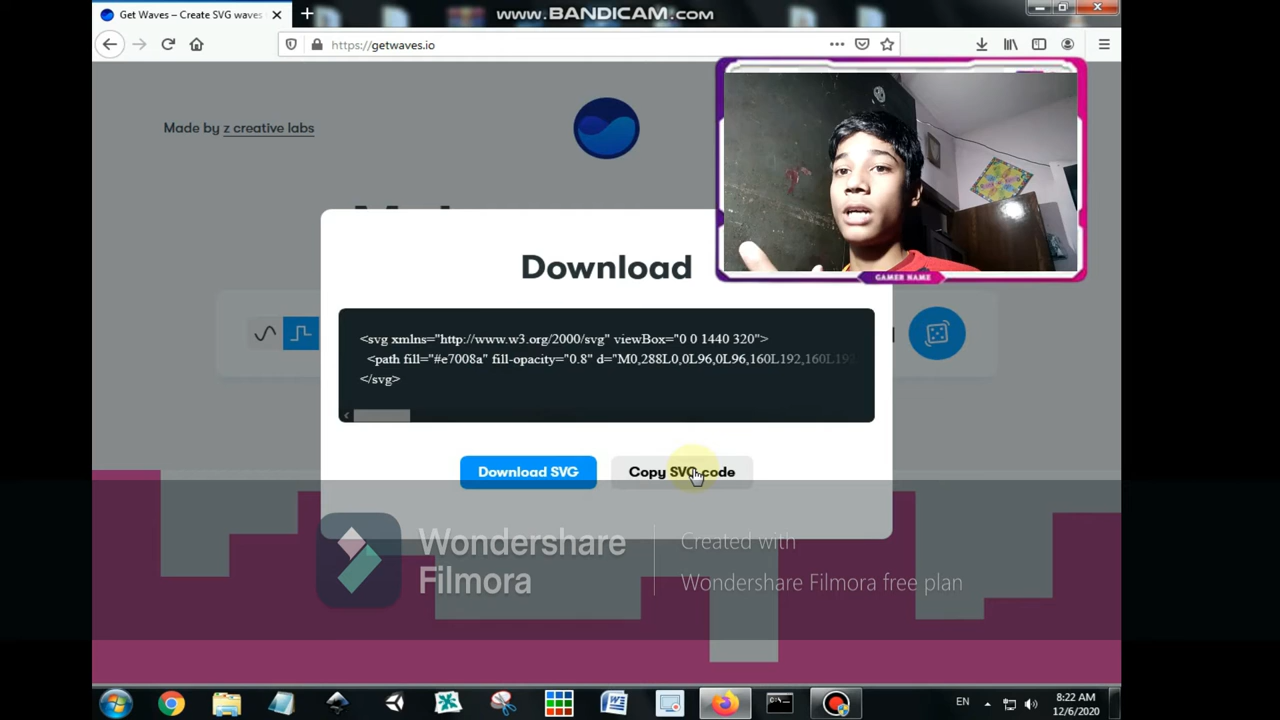 Get Waves – Create SVG waves
www.BANDICAM.com
https://getwaves.io
Made by z creative labs
GAMER NAME
Download
<svg xmlns="http://www.w3.org/2000/svg" viewBox="0 0 1440 320">
<path fill="#e7008a" fill-opacity="0.8" d="M0,288L0,0L96,0L96,160L192,160L192
</svg>
Download SVG
Copy SVG code
Wondershare
Filmora
Created with
Wondershare Filmora free plan
EN
8:22 AM
12/6/2020